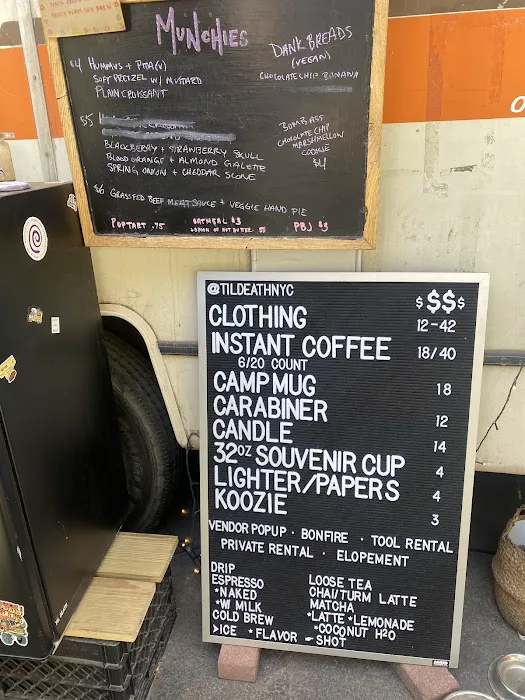 MUNCHIES
$4 HUMMUS + PITA (V)
SOFT PRETZEL W/ MUSTARD
PLAIN CROISSANT
DANK BREADS
(VEGAN)
CHOCOLATE CHIP BANANA
$5
BLACKBERRY + STRAWBERRY SKULL
BLOOD ORANGE + ALMOND GALETTE
SPRING ONION + CHEDDAR SCONE
BOMB ASS
CHOCOLATE CHIP
MARSHMELLOW
COOKIE
$4
$6 GRASSFED BEEF MEAT SAUCE + VEGGIE HAND PIE
POPTART .75
OATMEAL $3
PBJ $3
@TILDEATHNYC $$$$
CLOTHING 12-42
INSTANT COFFEE 18/40
6/20 COUNT
CAMP MUG 18
CARABINER 12
CANDLE 14
32OZ SOUVENIR CUP 4
LIGHTER/PAPERS 4
KOOZIE 3
VENDOR POPUP · BONFIRE · TOOL RENTAL
PRIVATE RENTAL · ELOPEMENT
DRIP
ESPRESSO
*NAKED
*W/ MILK
COLD BREW
>ICE *FLAVOR - SHOT
LOOSE TEA
CHAI/TURM LATTE
MATCHA
*LATTE *LEMONADE
*COCONUT H2O